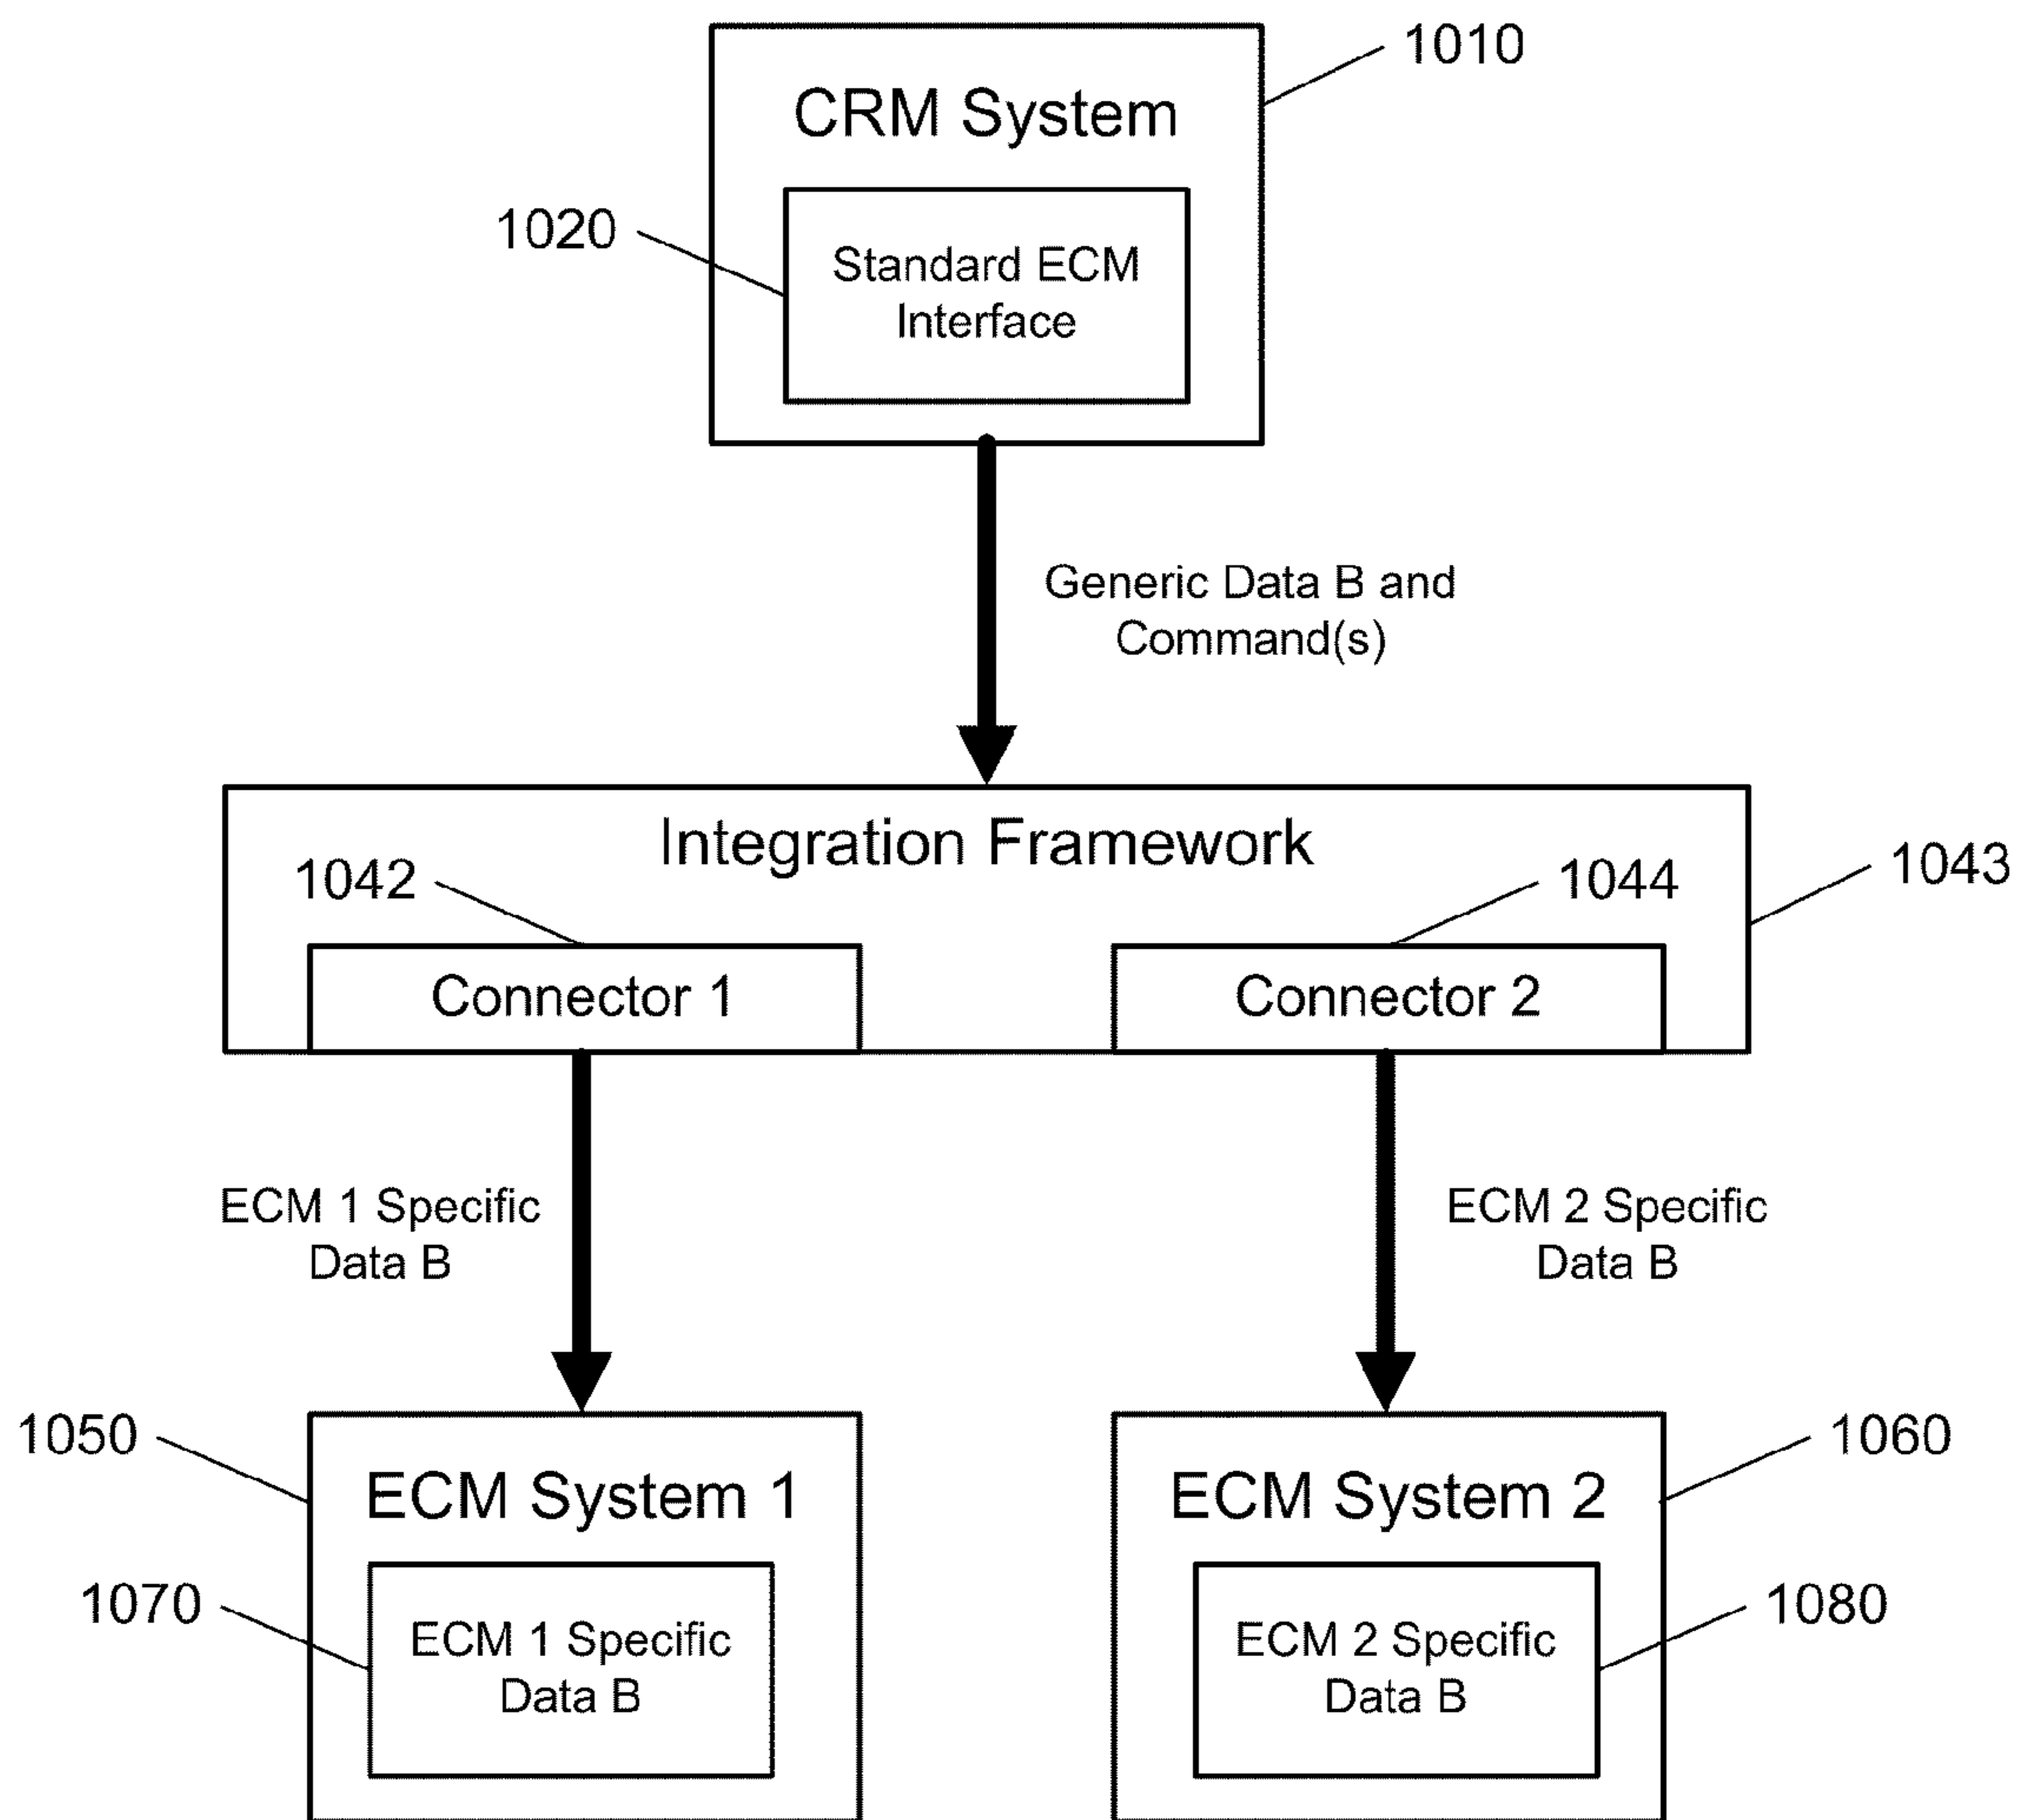 1010
CRM System
1020
Standard ECM
Interface
Generic Data B and
Command(s)
Integration Framework
1042
1044
1043
Connector 1
Connector 2
ECM 1 Specific
Data B
ECM 2 Specific
Data B
1050
ECM System 1
1060
ECM System 2
1070
ECM 1 Specific
Data B
1080
ECM 2 Specific
Data B